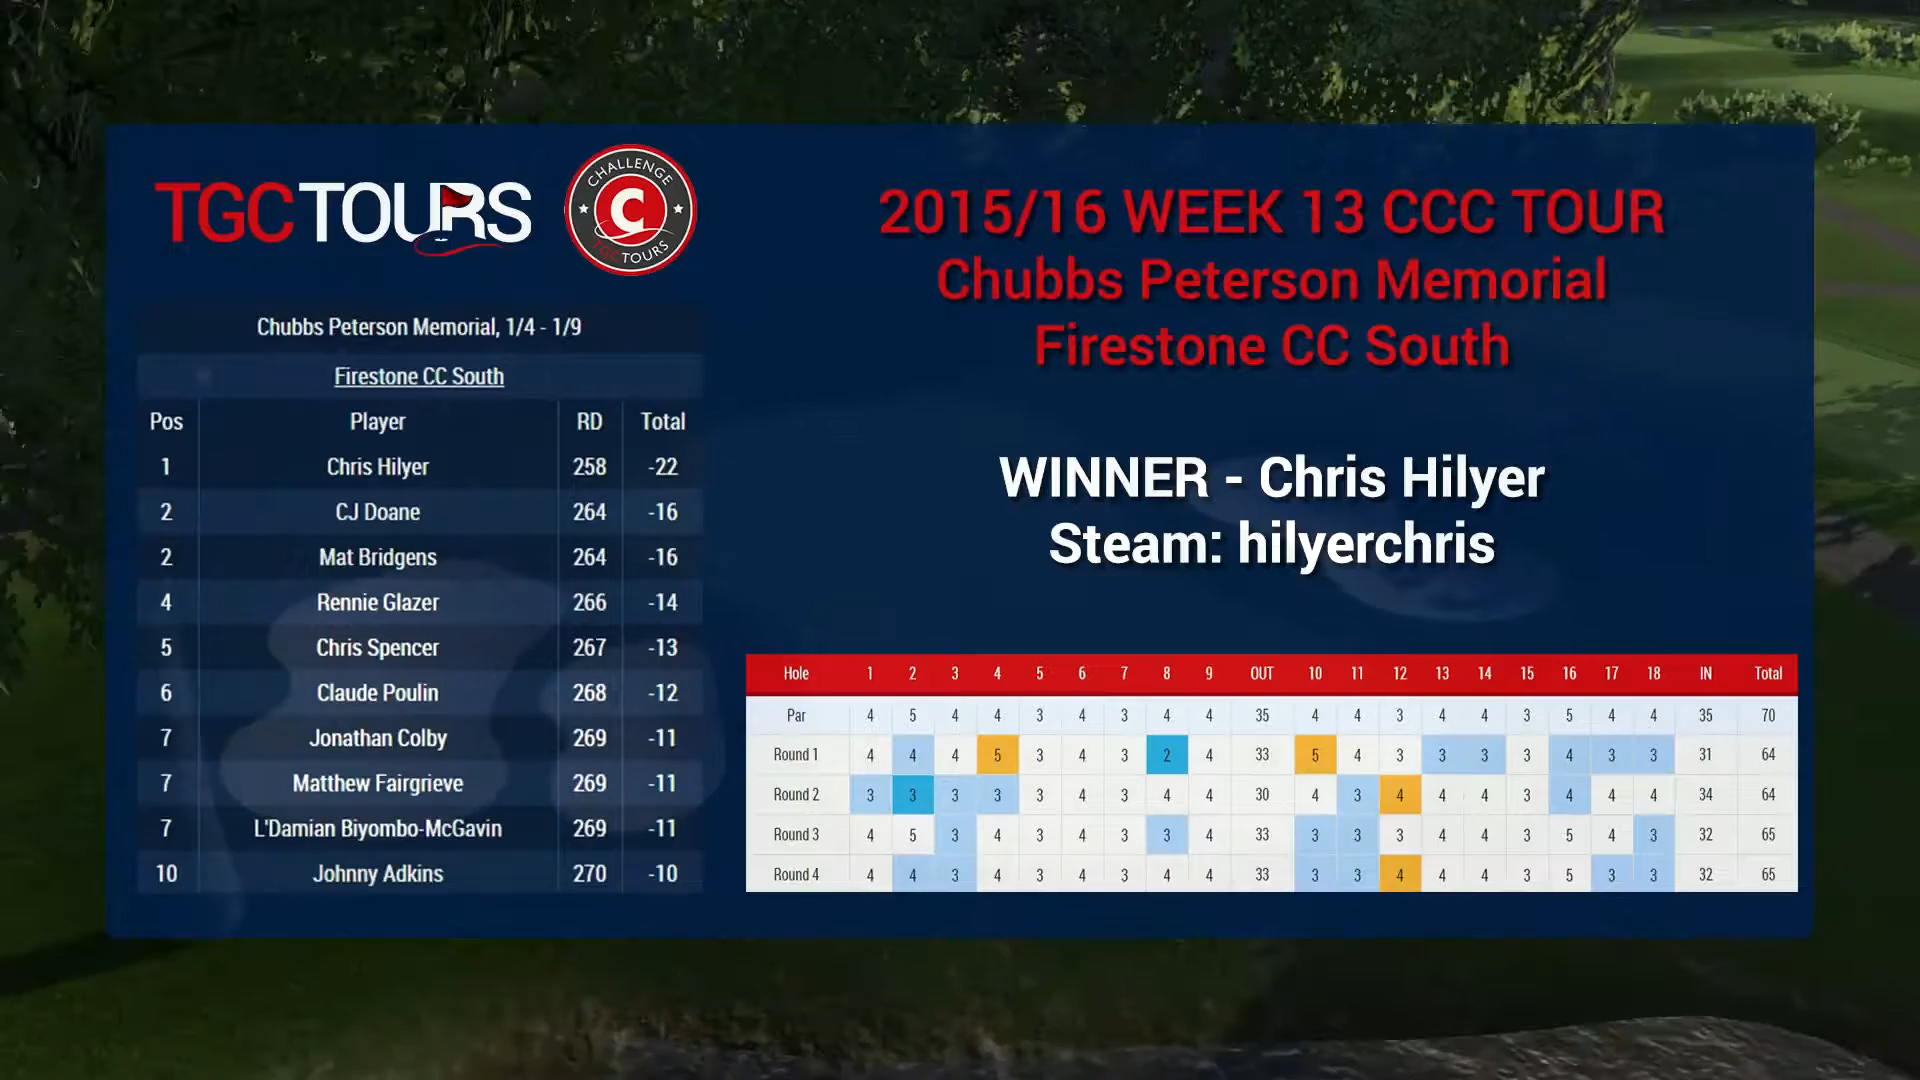 TGCTOURS
CHALLENGE
C
TGCTOURS
2015/16 WEEK 13 CCC TOUR
Chubbs Peterson Memorial
Firestone CC South
Chubbs Peterson Memorial, 1/4 - 1/9
Firestone CC South
Pos Player RD Total
1 Chris Hilyer 258 -22
2 CJ Doane 264 -16
2 Mat Bridgens 264 -16
4 Rennie Glazer 266 -14
5 Chris Spencer 267 -13
6 Claude Poulin 268 -12
7 Jonathan Colby 269 -11
7 Matthew Fairgrieve 269 -11
7 L'Damian Biyombo-McGavin 269 -11
10 Johnny Adkins 270 -10
WINNER - Chris Hilyer
Steam: hilyerchris
Hole 1 2 3 4 5 6 7 8 9 OUT 10 11 12 13 14 15 16 17 18 IN Total
Par 4 5 4 4 3 4 3 4 4 35 4 4 3 4 4 3 5 4 4 35 70
Round 1 4 4 4 5 3 4 3 2 4 33 5 4 3 3 3 3 4 3 3 31 64
Round 2 3 3 3 3 3 4 3 4 4 30 4 3 4 4 4 3 4 4 4 34 64
Round 3 4 5 3 4 3 4 3 3 4 33 3 3 3 4 4 3 5 4 3 32 65
Round 4 4 4 3 4 3 4 3 4 4 33 3 3 4 4 4 3 5 3 3 32 65